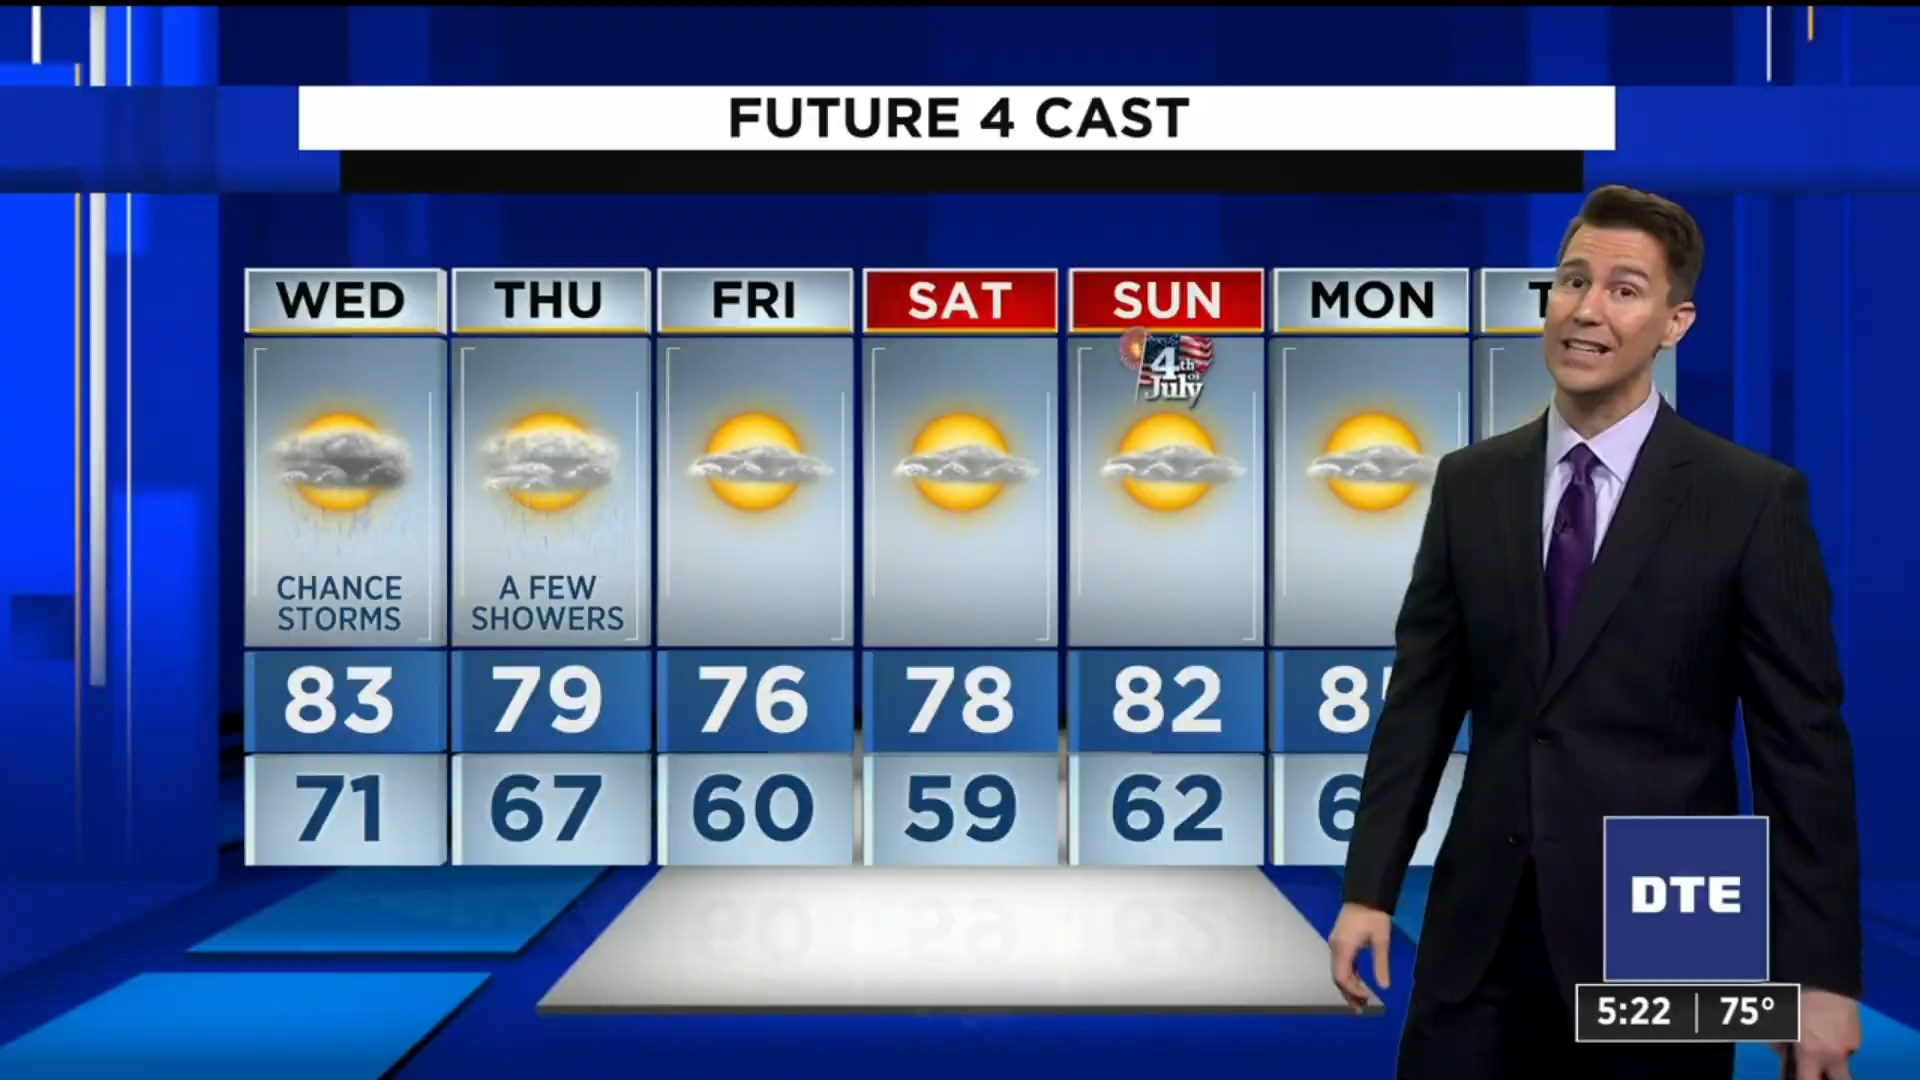 FUTURE 4 CAST
WED THU FRI SAT SUN MON
4th of July
CHANCE STORMS
A FEW SHOWERS
83 79 76 78 82
71 67 60 59 62
DTE
5:22 75°